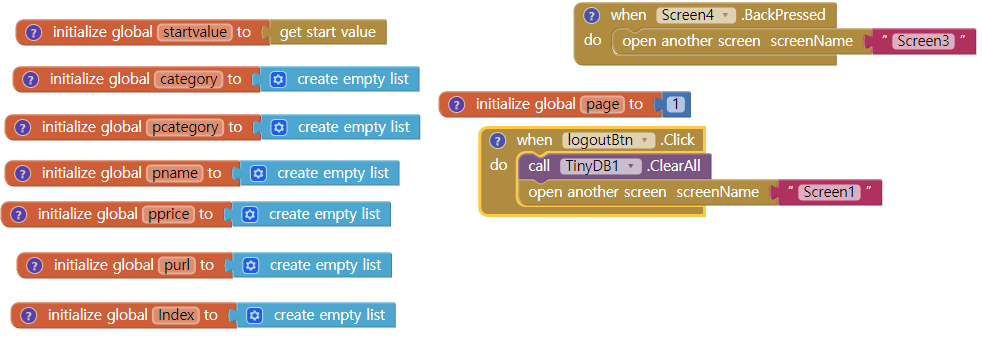 ? initialize global startvalue to get start value
? initialize global category to create empty list
? initialize global pcategory to create empty list
? initialize global pname to create empty list
? initialize global pprice to create empty list
? initialize global purl to create empty list
? initialize global Index to create empty list
? when Screen4 .BackPressed
do open another screen screenName " Screen3 "
? initialize global page to 1
? when logoutBtn .Click
do call TinyDB1 .ClearAll
open another screen screenName " Screen1 "